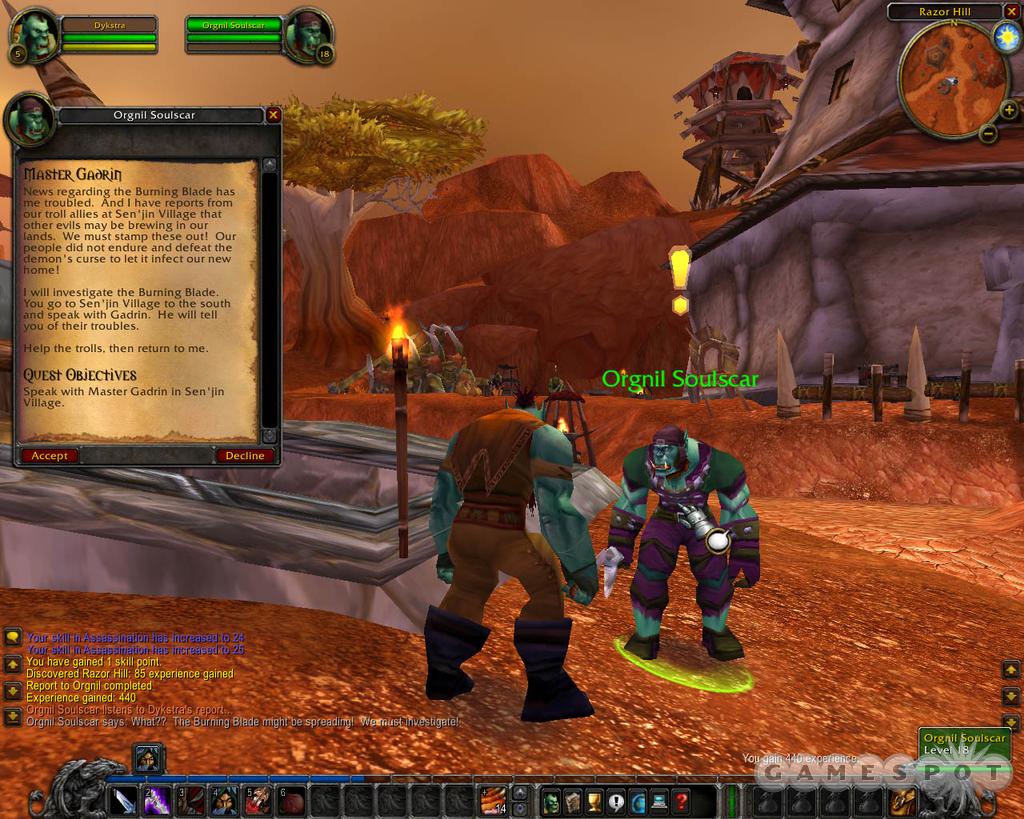 Dykstra
5
Orgnil Soulscar
18
Razor Hill
N
Orgnil Soulscar
Master Gadrin
News regarding the Burning Blade has
me troubled. And I have reports from
our troll allies at Sen'jin Village that
other evils may be brewing in our
lands. We must stamp these out! Our
people did not endure and defeat the
demon's curse to let it infect our new
home!
I will investigate the Burning Blade.
You go to Sen'jin Village to the south
and speak with Gadrin. He will tell
you of their troubles.
Help the trolls, then return to me.
Quest Objectives
Speak with Master Gadrin in Sen'jin
Village.
Accept
Decline
Orgnil Soulscar
Your skill in Assassination has increased to 24
Your skill in Assassination has increased to 25
You have gained 1 skill point.
Discovered Razor Hill: 85 experience gained
Report to Orgnil completed
Experience gained: 440
Orgnil Soulscar listens to Dykstra's report...
Orgnil Soulscar says: What?? The Burning Blade might be spreading! We must investigate!
Orgnil Soulscar
Level 18
You gain 440 experience.
GAMESPOT
2
3
4
5
6
14